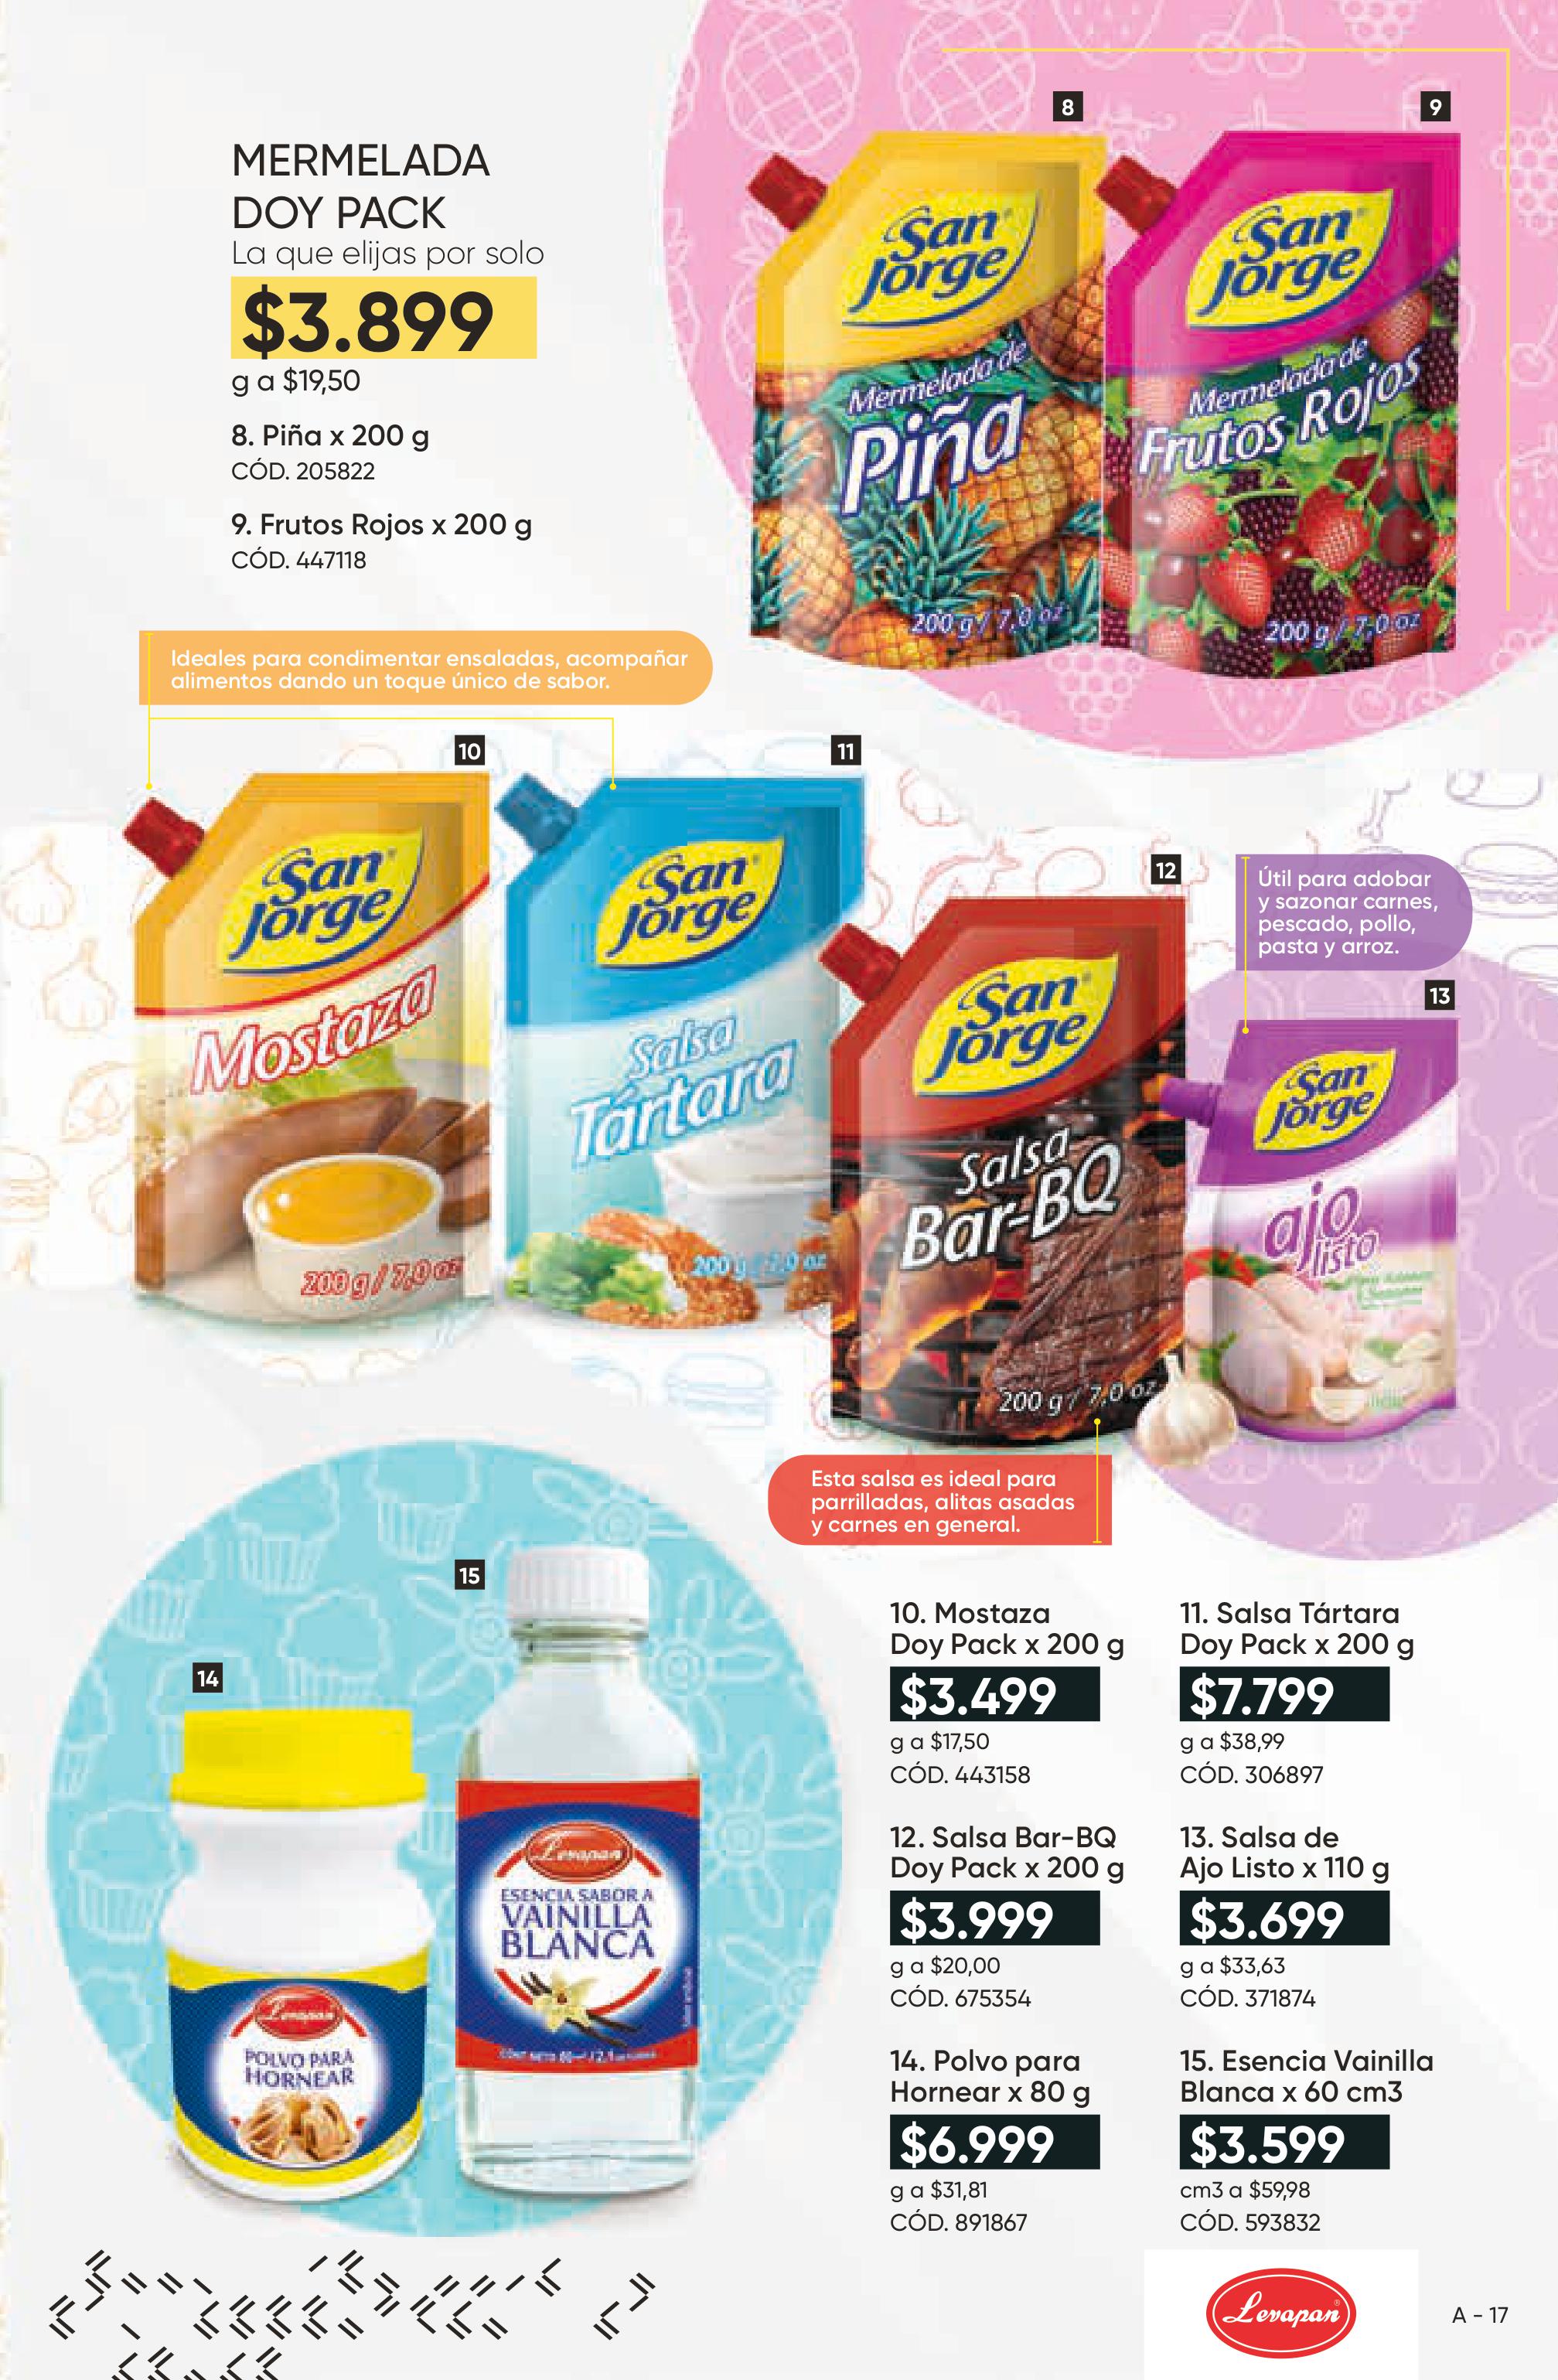 MERMELADA
DOY PACK
La que elijas por solo
$3.899
g a $19,50
8. Piña x 200 g
CÓD. 205822
9. Frutos Rojos x 200 g
CÓD. 447118
8
9
San
Jorge
Mermelada de
Piña
200 g / 7,0 oz
San
Jorge
Mermelada de
Frutos Rojos
200 g / 7,0 oz
Ideales para condimentar ensaladas, acompañar
alimentos dando un toque único de sabor.
10
11
12
13
San
Jorge
Mostaza
200 g / 7,0 oz
San
Jorge
Salsa
Tártara
200 g / 7,0 oz
San
Jorge
Salsa
Bar-BQ
200 g / 7,0 oz
Útil para adobar
y sazonar carnes,
pescado, pollo,
pasta y arroz.
San
Jorge
ajo
listo
Esta salsa es ideal para
parrilladas, alitas asadas
y carnes en general.
14
15
Levapan
POLVO PARA
HORNEAR
Levapan
ESENCIA SABOR A
VAINILLA
BLANCA
10. Mostaza
Doy Pack x 200 g
$3.499
g a $17,50
CÓD. 443158
11. Salsa Tártara
Doy Pack x 200 g
$7.799
g a $38,99
CÓD. 306897
12. Salsa Bar-BQ
Doy Pack x 200 g
$3.999
g a $20,00
CÓD. 675354
13. Salsa de
Ajo Listo x 110 g
$3.699
g a $33,63
CÓD. 371874
14. Polvo para
Hornear x 80 g
$6.999
g a $31,81
CÓD. 891867
15. Esencia Vainilla
Blanca x 60 cm3
$3.599
cm3 a $59,98
CÓD. 593832
Levapan
A - 17